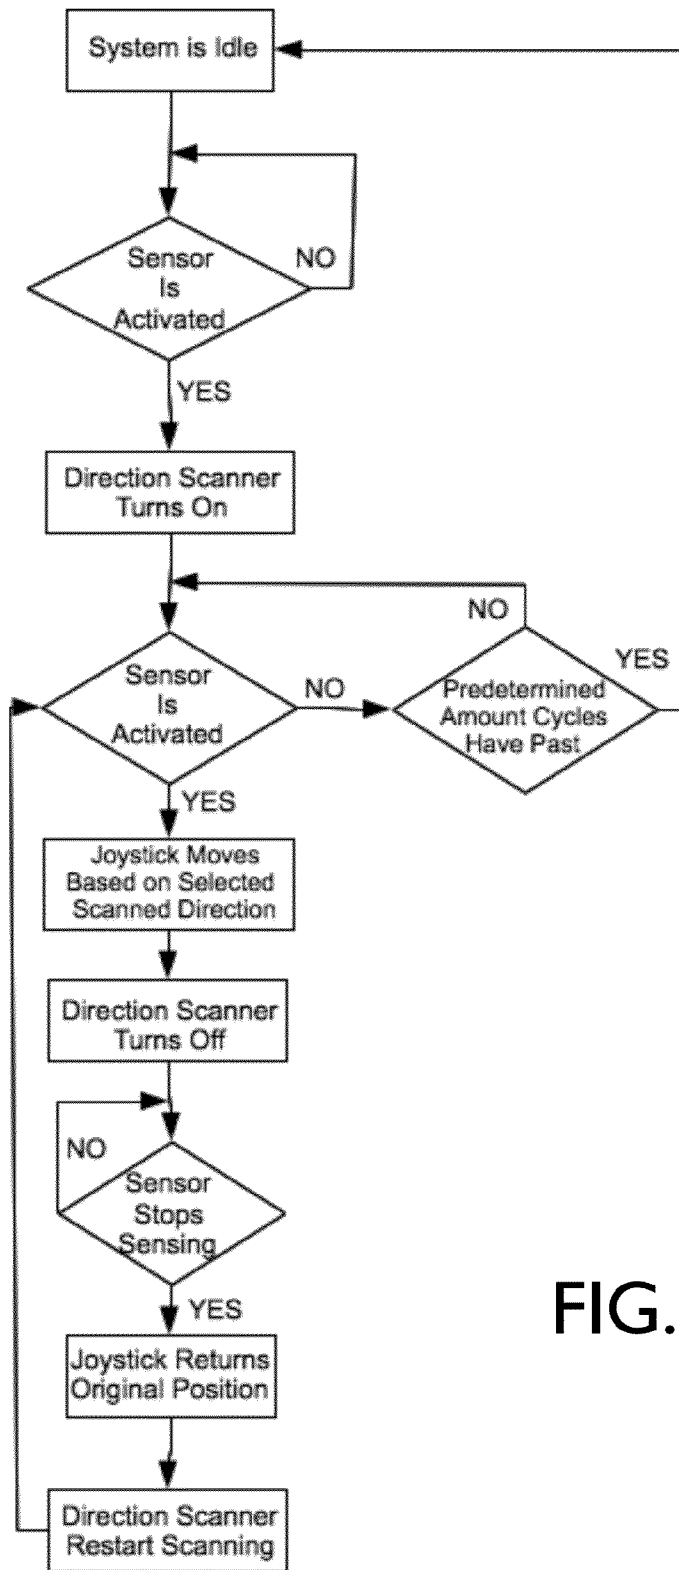 System is Idle
Sensor
Is
Activated
NO
YES
Direction Scanner
Turns On
NO
Sensor
Is
Activated
NO
Predetermined
Amount Cycles
Have Past
YES
YES
Joystick Moves
Based on Selected
Scanned Direction
Direction Scanner
Turns Off
NO
Sensor
Stops
Sensing
YES
FIG.
Joystick Returns
Original Position
Direction Scanner
Restart Scanning